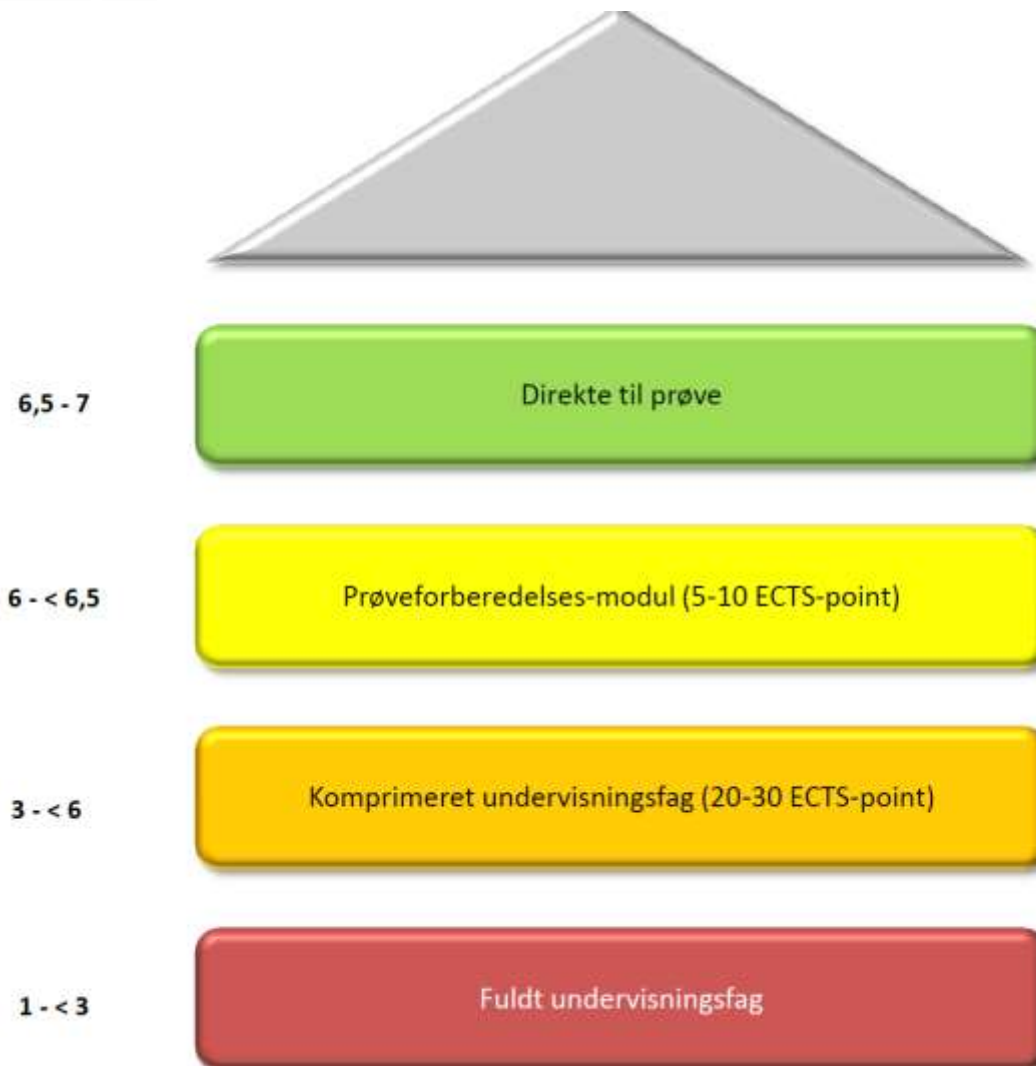 6,5 - 7
Direkte til prøve
6 - < 6,5
Prøveforberedelses-modul (5-10 ECTS-point)
3 - < 6
Komprimeret undervisningsfag (20-30 ECTS-point)
1 - < 3
Fuldt undervisningsfag